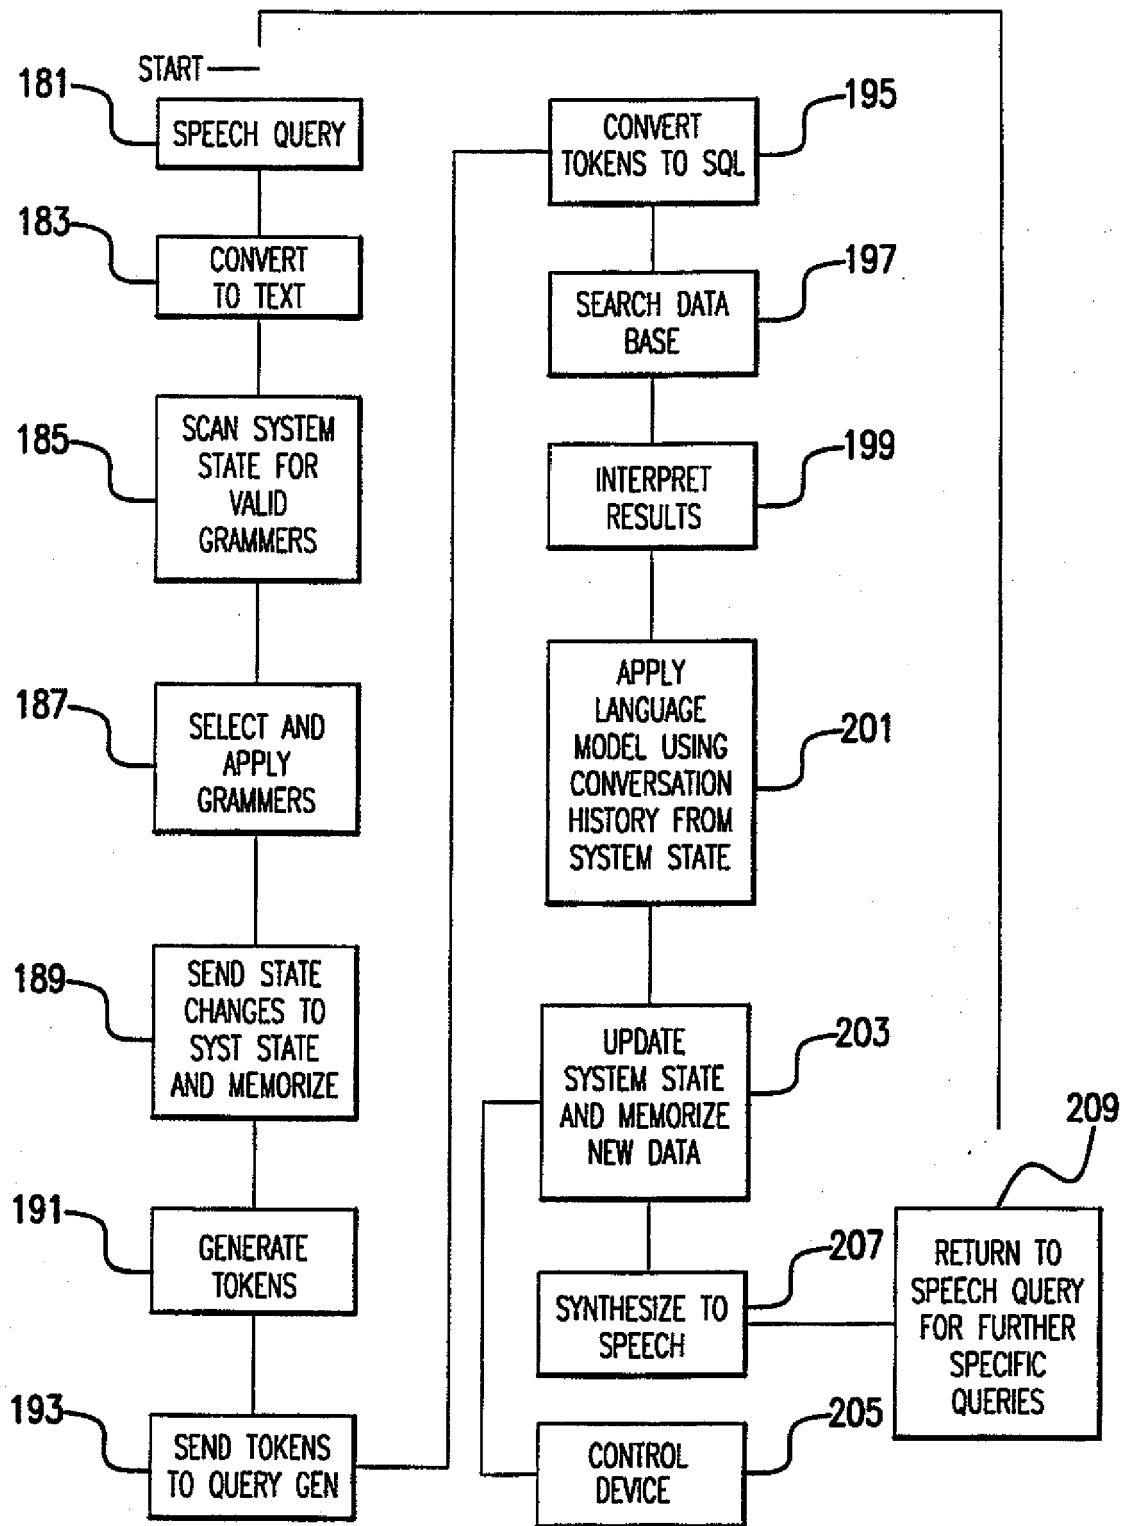 START
181
SPEECH QUERY
183
CONVERT
TO TEXT
185
SCAN SYSTEM
STATE FOR
VALID
GRAMMERS
187
SELECT AND
APPLY
GRAMMERS
189
SEND STATE
CHANGES TO
SYST STATE
AND MEMORIZE
191
GENERATE
TOKENS
193
SEND TOKENS
TO QUERY GEN
195
CONVERT
TOKENS TO SQL
197
SEARCH DATA
BASE
199
INTERPRET
RESULTS
201
APPLY
LANGUAGE
MODEL USING
CONVERSATION
HISTORY FROM
SYSTEM STATE
203
UPDATE
SYSTEM STATE
AND MEMORIZE
NEW DATA
207
SYNTHESIZE TO
SPEECH
205
CONTROL
DEVICE
209
RETURN TO
SPEECH QUERY
FOR FURTHER
SPECIFIC
QUERIES